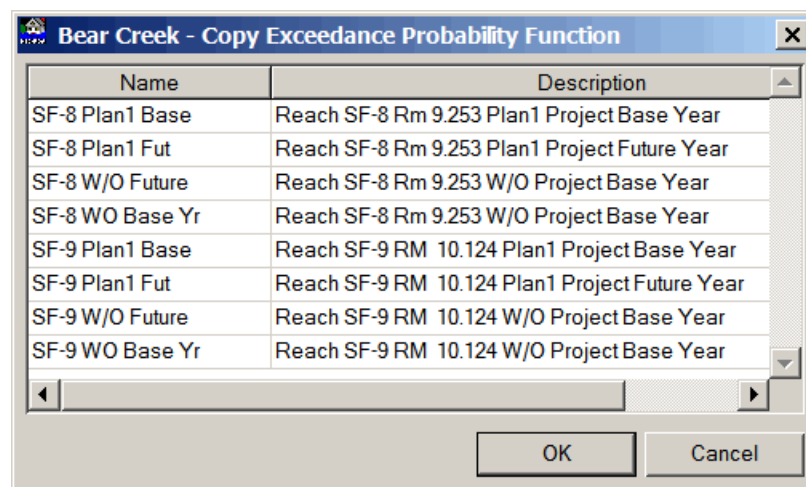 Bear Creek - Copy Exceedance Probability Function
Name Description
SF-8 Plan1 Base Reach SF-8 Rm 9.253 Plan1 Project Base Year
SF-8 Plan1 Fut Reach SF-8 Rm 9.253 Plan1 Project Future Year
SF-8 W/O Future Reach SF-8 Rm 9.253 W/O Project Base Year
SF-8 WO Base Yr Reach SF-8 Rm 9.253 W/O Project Base Year
SF-9 Plan1 Base Reach SF-9 RM 10.124 Plan1 Project Base Year
SF-9 Plan1 Fut Reach SF-9 RM 10.124 Plan1 Project Future Year
SF-9 W/O Future Reach SF-9 RM 10.124 W/O Project Base Year
SF-9 WO Base Yr Reach SF-9 RM 10.124 W/O Project Base Year
OK Cancel